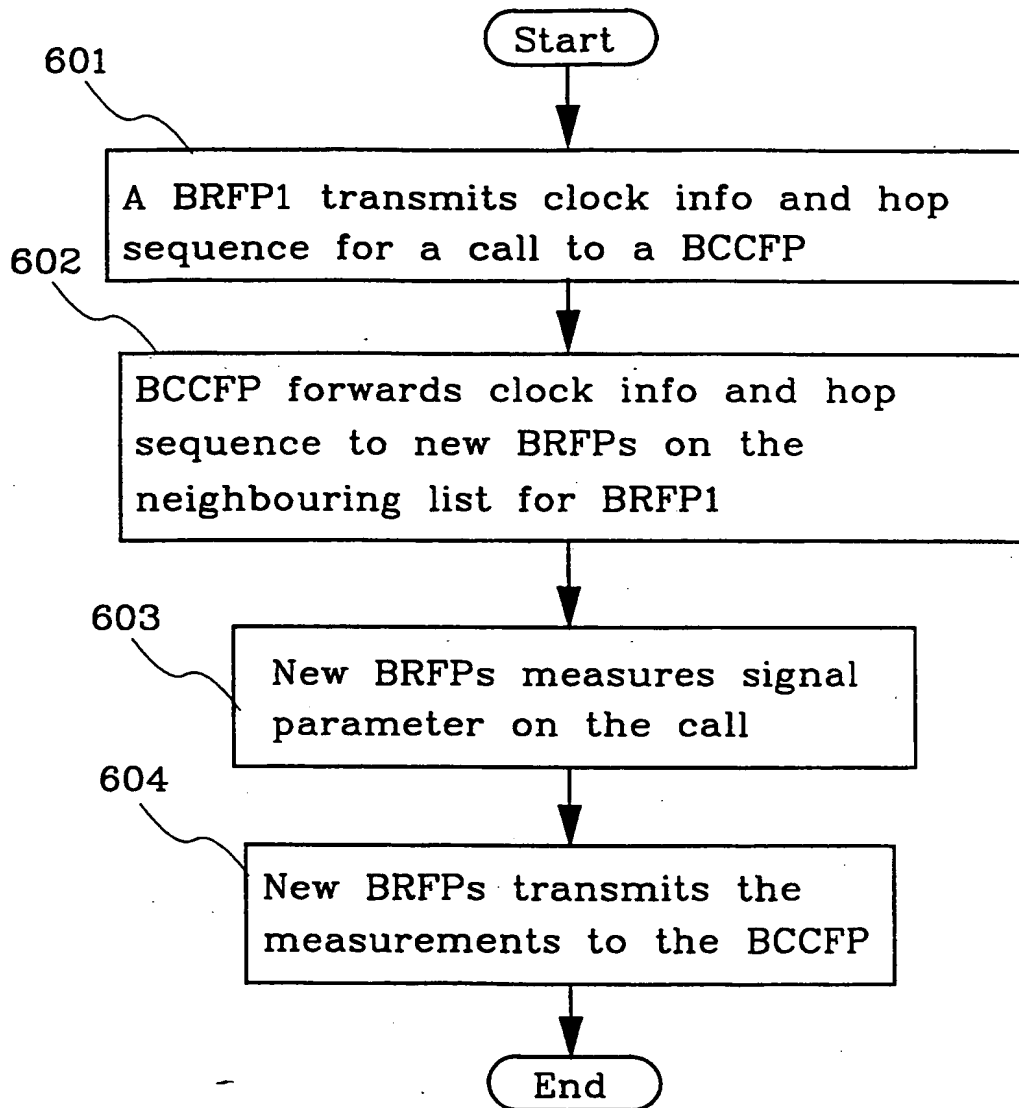 Start
601
A BRFP1 transmits clock info and hop
sequence for a call to a BCCFP
602
BCCFP forwards clock info and hop
sequence to new BRFPs on the
neighbouring list for BRFP1
603
New BRFPs measures signal
parameter on the call
604
New BRFPs transmits the
measurements to the BCCFP
End